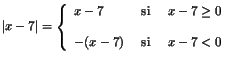 |x − 7| = { x − 7 si x − 7 ≥ 0
−(x − 7) si x − 7 < 0